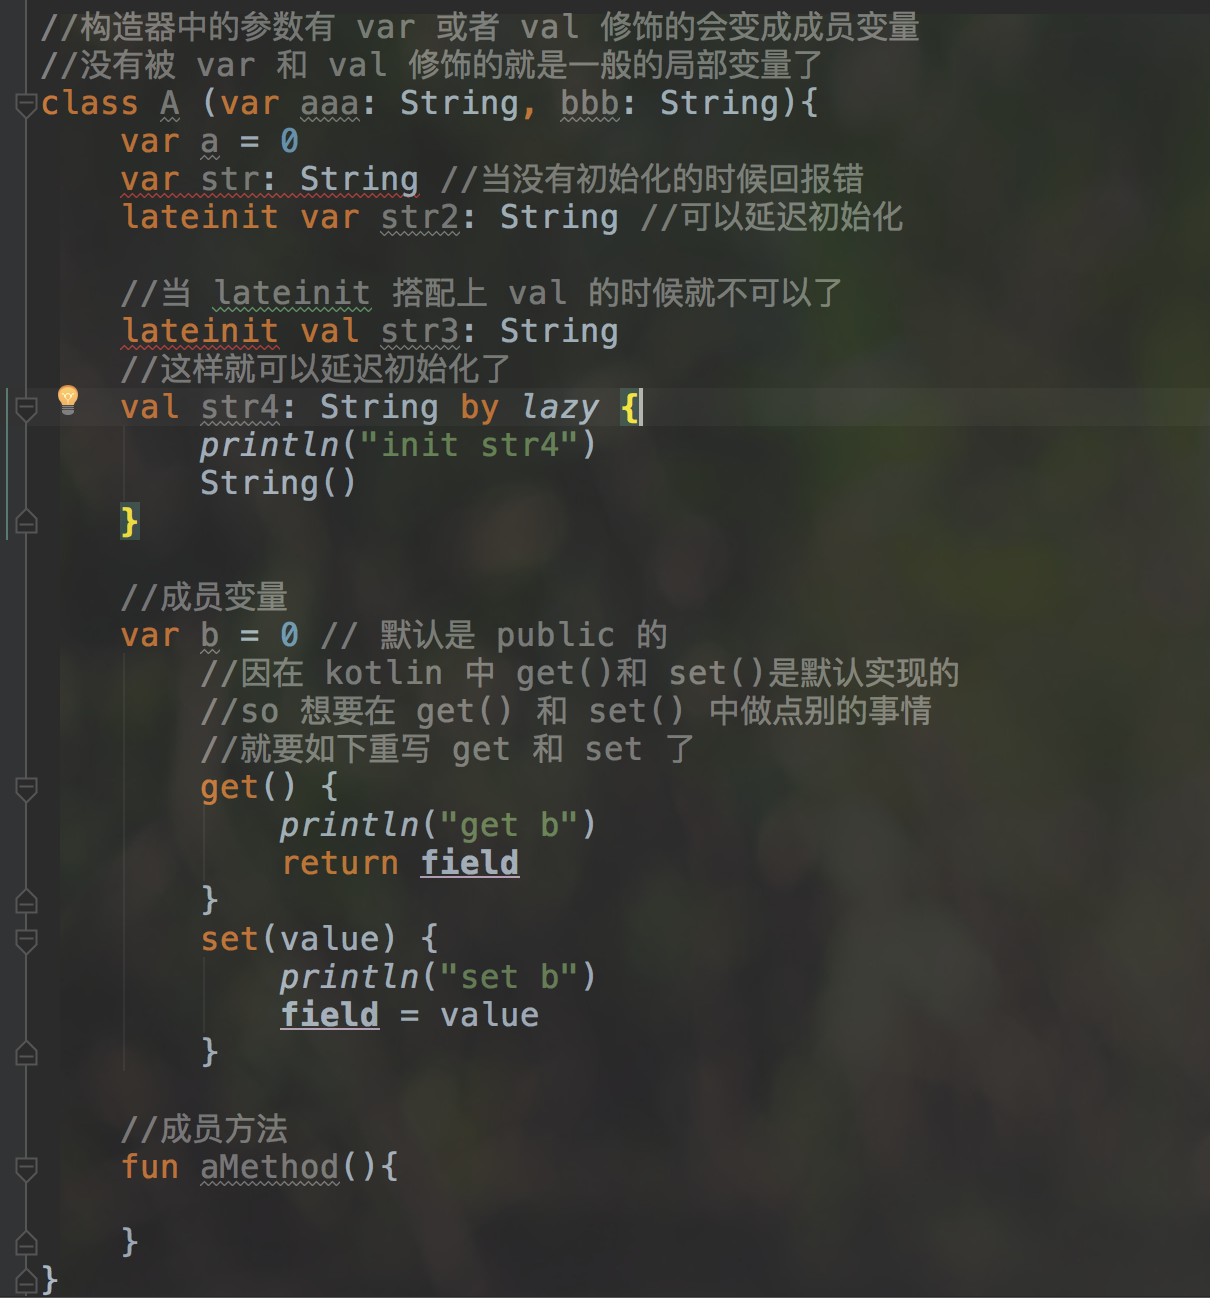 //构造器中的参数有 var 或者 val 修饰的会变成成员变量
//没有被 var 和 val 修饰的就是一般的局部变量了
class A (var aaa: String, bbb: String){
    var a = 0
    var str: String //当没有初始化的时候回报错
    lateinit var str2: String //可以延迟初始化

    //当 lateinit 搭配上 val 的时候就不可以了
    lateinit val str3: String
    //这样就可以延迟初始化了
    val str4: String by lazy {
        println("init str4")
        String()
    }

    //成员变量
    var b = 0 // 默认是 public 的
        //因在 kotlin 中 get()和 set()是默认实现的
        //so 想要在 get() 和 set() 中做点别的事情
        //就要如下重写 get 和 set 了
        get() {
            println("get b")
            return field
        }
        set(value) {
            println("set b")
            field = value
        }

    //成员方法
    fun aMethod(){

    }
}